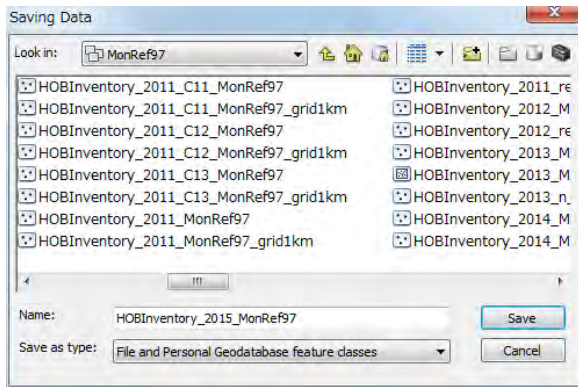 Saving Data
Look in: MonRef97
HOBInventory_2011_C11_MonRef97
HOBInventory_2011_C11_MonRef97_grid1km
HOBInventory_2011_C12_MonRef97
HOBInventory_2011_C12_MonRef97_grid1km
HOBInventory_2011_C13_MonRef97
HOBInventory_2011_C13_MonRef97_grid1km
HOBInventory_2011_MonRef97
HOBInventory_2011_MonRef97_grid1km
HOBInventory_2011_re
HOBInventory_2012_M
HOBInventory_2012_re
HOBInventory_2013_M
HOBInventory_2013_M
HOBInventory_2013_n
HOBInventory_2014_M
HOBInventory_2014_M
Name: HOBInventory_2015_MonRef97
Save
Save as type: File and Personal Geodatabase feature classes
Cancel